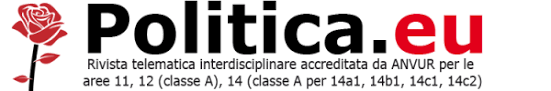 Politica.eu
Rivista telematica interdisciplinare accreditata da ANVUR per le
aree 11, 12 (classe A), 14 (classe A per 14a1, 14b1, 14c1, 14c2)